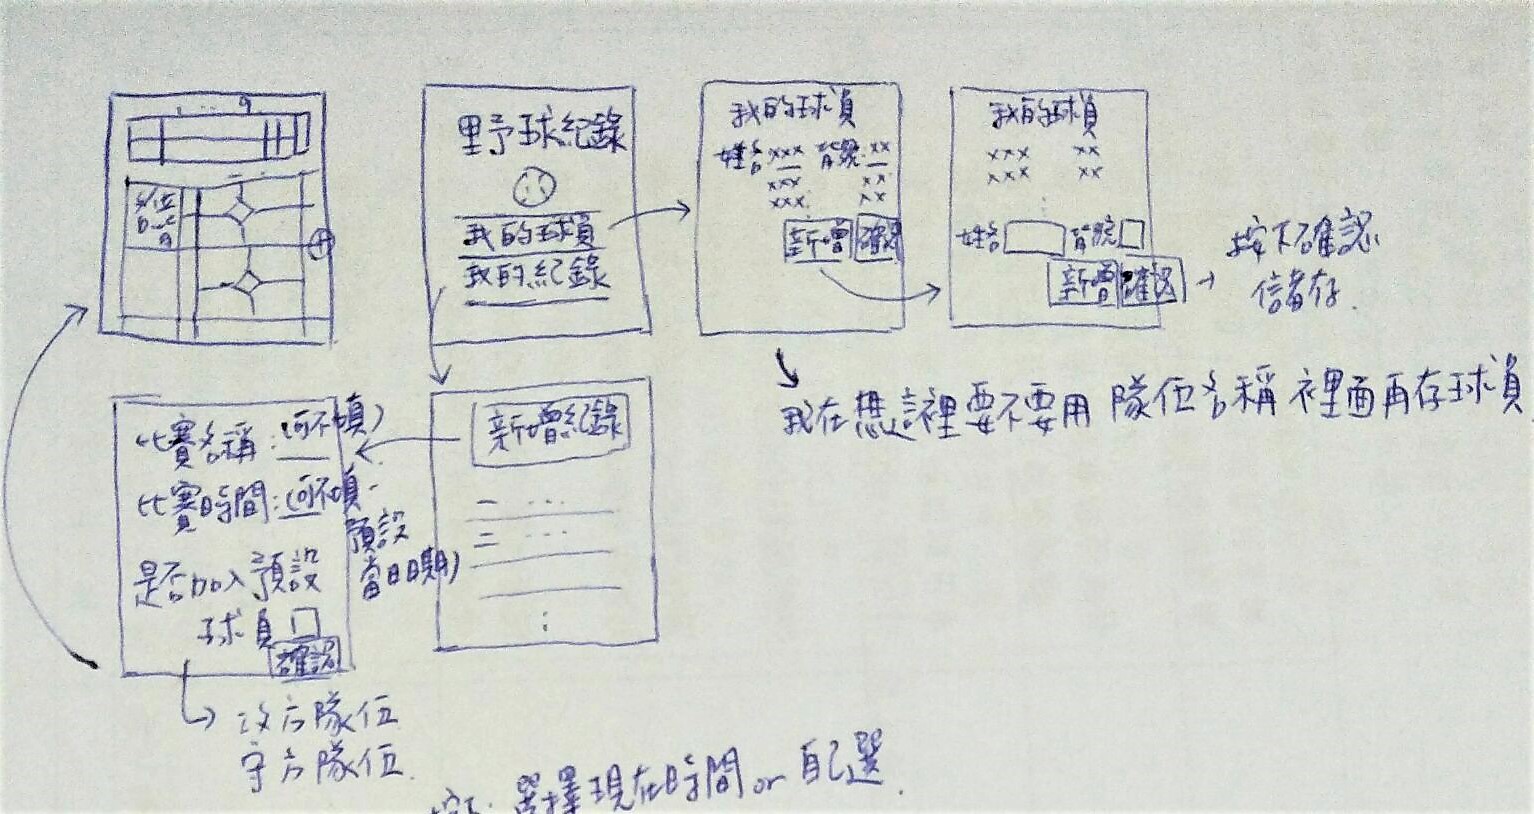 1 ... 9
野球紀錄
我的球員
我的紀錄
我的球員
姓名 xxx 背號: xx
xxx xx
xxx xx
新增 確認
我的球員
xxx xx
xxx xx
姓名 背號
新增 確認
按下確認
儲存
我在想說裡要不要用 隊伍名稱 裡面再存球員
比賽名稱: (可不填)
比賽時間: (可不填.
預設
當日日期)
是否加入預設
球員
確認
攻方隊伍
守方隊伍
新增紀錄
一 ...
二 ...
選擇現在時間 or 自己選